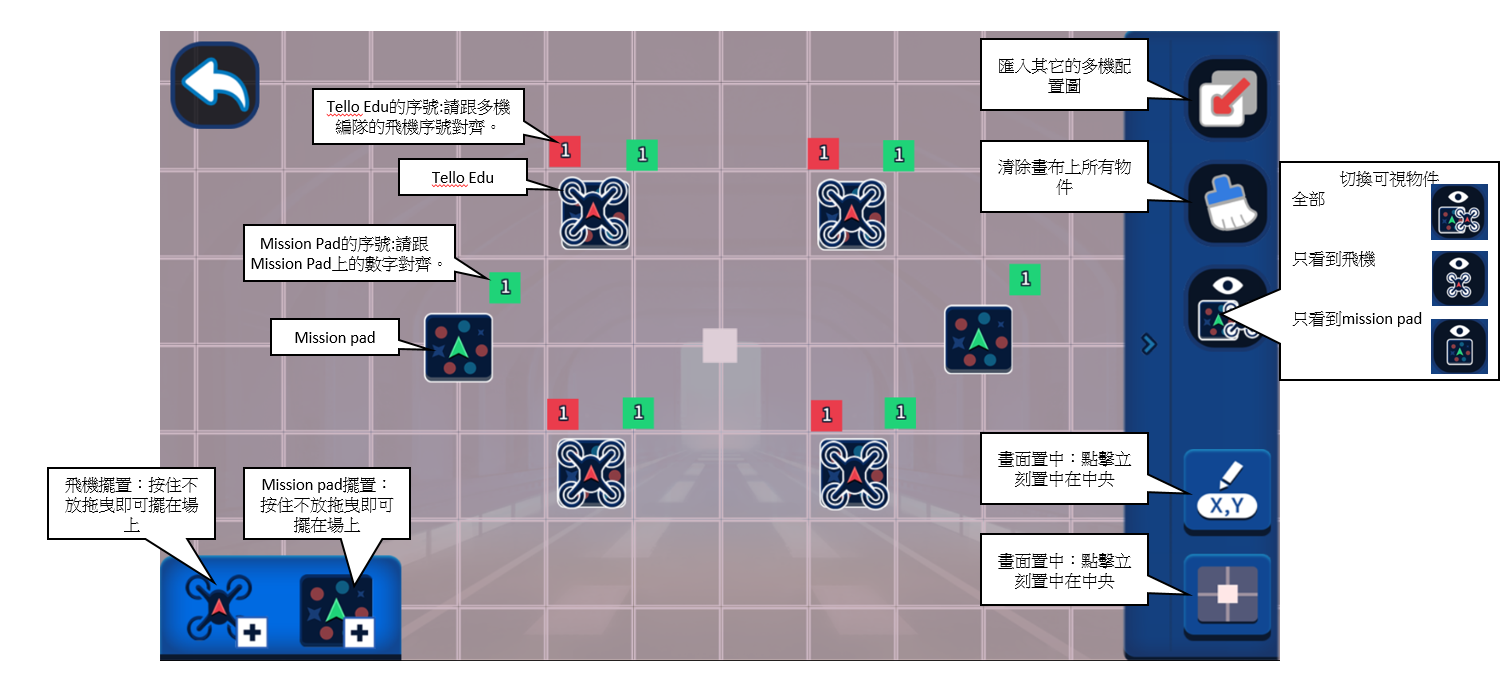 匯入其它的多機配
置圖
Tello Edu的序號:請跟多機
編隊的飛機序號對齊。
1
1
1
1
清除畫布上所有物
件
切換可視物件
全部
Tello Edu
Mission Pad的序號:請跟
Mission Pad上的數字對齊。
只看到飛機
1
1
Mission pad
只看到mission pad
1
1
1
1
畫面置中：點擊立
刻置中在中央
飛機擺置：按住不
放拖曳即可擺在場
上
Mission pad擺置：
按住不放拖曳即可
擺在場上
X,Y
畫面置中：點擊立
刻置中在中央